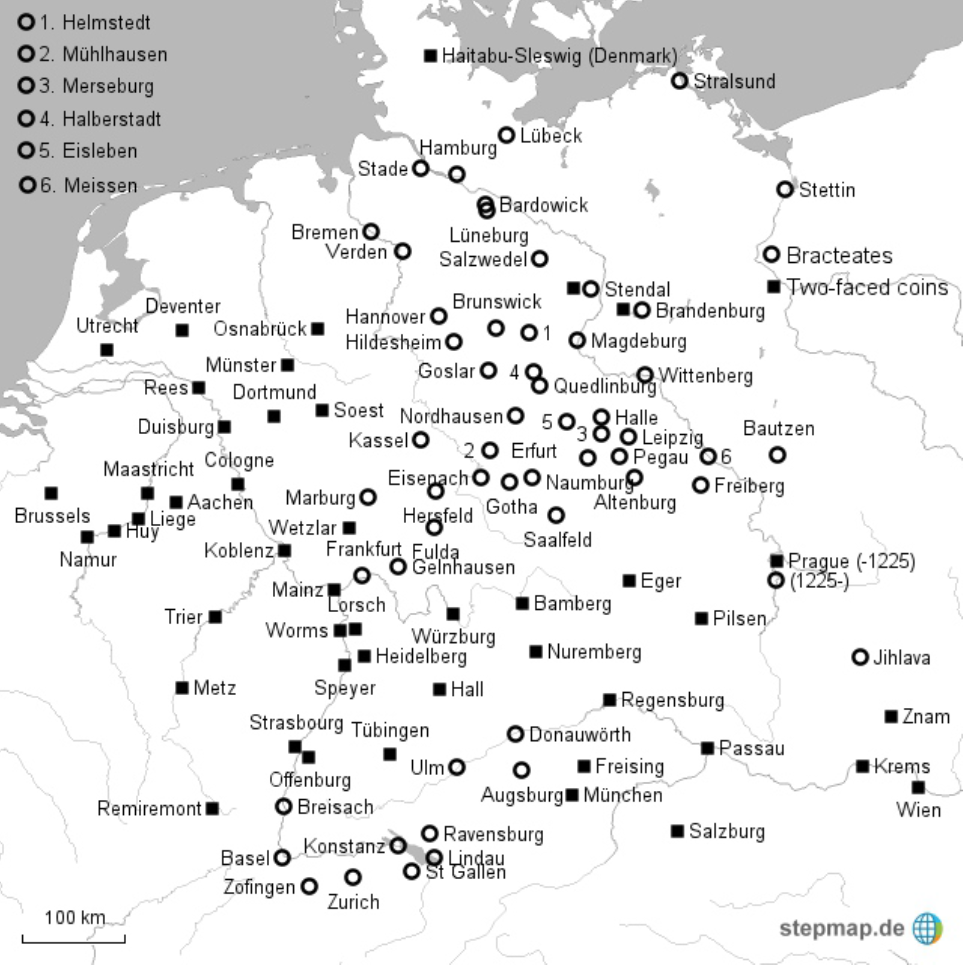 1. Helmstedt
2. Mühlhausen
3. Merseburg
4. Halberstadt
5. Eisleben
6. Meissen
Haitabu-Sleswig (Denmark)
Stralsund
Lübeck
Hamburg
Stade
Stettin
Bardowick
Bremen
Lüneburg
Verden
Salzwedel
Bracteates
Stendal
Two-faced coins
Brunswick
Deventer
Brandenburg
Hannover
Utrecht
Osnabrück
1
Hildesheim
Magdeburg
Münster
Goslar
4
Wittenberg
Rees
Quedlinburg
Dortmund
Soest
Nordhausen
5
Halle
Duisburg
3
Leipzig
Bautzen
Kassel
2
Erfurt
Pegau
6
Cologne
Maastricht
Eisenach
Naumburg
Freiberg
Marburg
Aachen
Altenburg
Gotha
Brussels
Liege
Hersfeld
Wetzlar
Huy
Saalfeld
Namur
Koblenz
Frankfurt
Fulda
Prague (-1225)
Gelnhausen
Eger
(1225-)
Mainz
Lorsch
Bamberg
Trier
Pilsen
Worms
Würzburg
Heidelberg
Nuremberg
Jihlava
Metz
Speyer
Hall
Regensburg
Znam
Strasbourg
Tübingen
Donauwörth
Passau
Ulm
Freising
Krems
Offenburg
Augsburg
München
Remiremont
Breisach
Wien
Ravensburg
Salzburg
Konstanz
Basel
Lindau
St Gallen
Zofingen
Zurich
100 km
stepmap.de